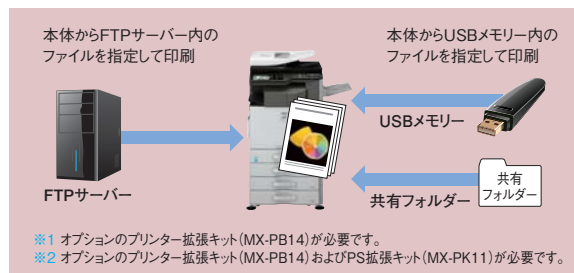 本体からFTPサーバー内の
ファイルを指定して印刷
本体からUSBメモリー内の
ファイルを指定して印刷
USBメモリー
FTPサーバー
共有フォルダー
共有
フォルダー
※1 オプションのプリンター拡張キット(MX-PB14)が必要です。
※2 オプションのプリンター拡張キット(MX-PB14)およびPS拡張キット(MX-PK11)が必要です。